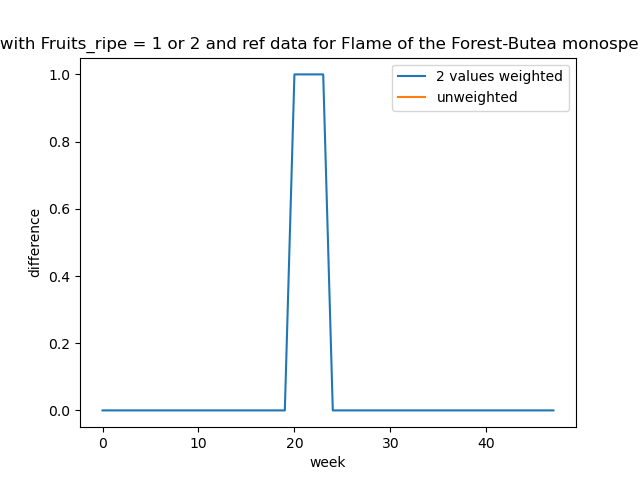 with Fruits_ripe = 1 or 2 and ref data for Flame of the Forest-Butea monospe
2 values weighted
unweighted
1.0
0.8
0.6
0.4
0.2
0.0
difference
0 10 20 30 40
week